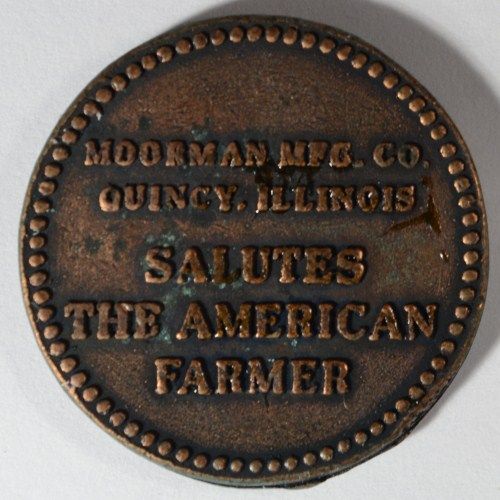 MOORMAN MFG. CO.
QUINCY, ILLINOIS
SALUTES
THE AMERICAN
FARMER